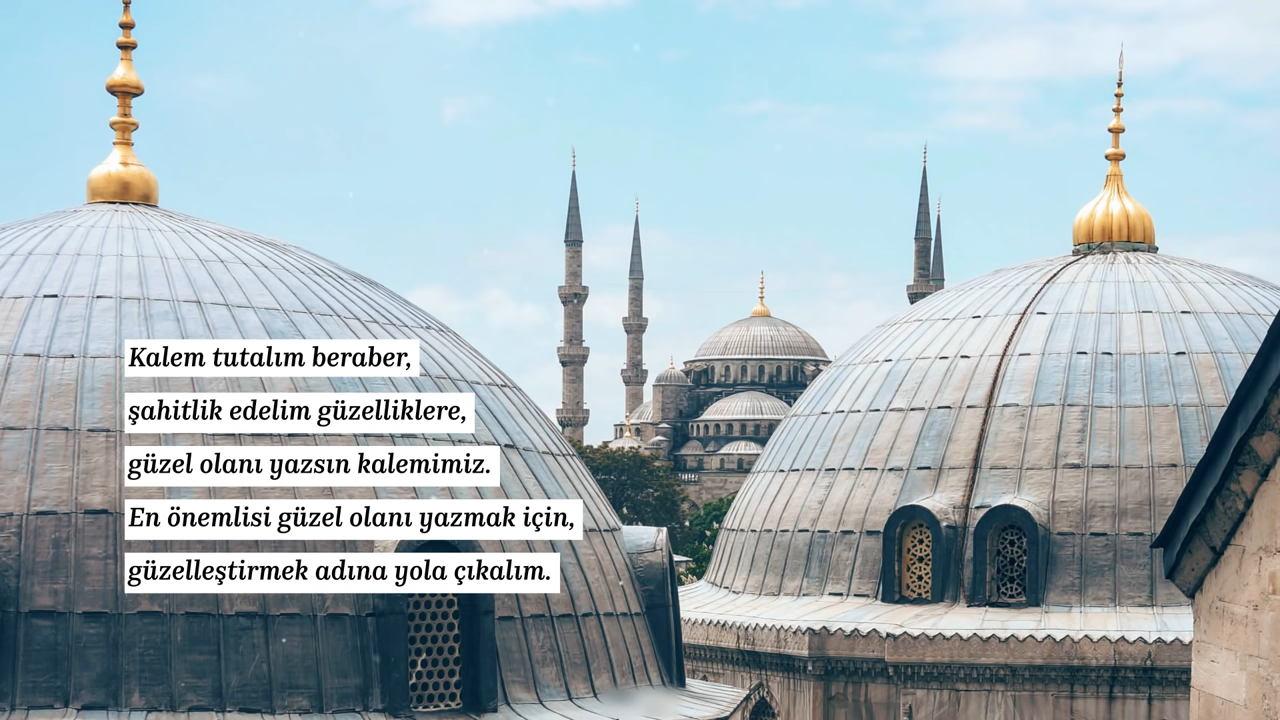 Kalem tutalım beraber,
şahitlik edelim güzelliklere,
güzel olanı yazsın kalemimiz.
En önemlisi güzel olanı yazmak için,
güzelleştirmek adına yola çıkalım.